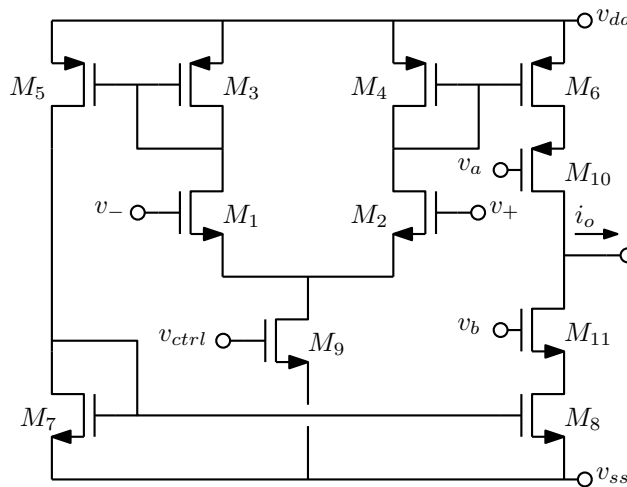 v_dd
M_5 M_3 M_4 M_6
v_a M_10
v_- M_1 M_2 v_+ i_o
v_ctrl M_9 v_b M_11
M_7 M_8
v_ss